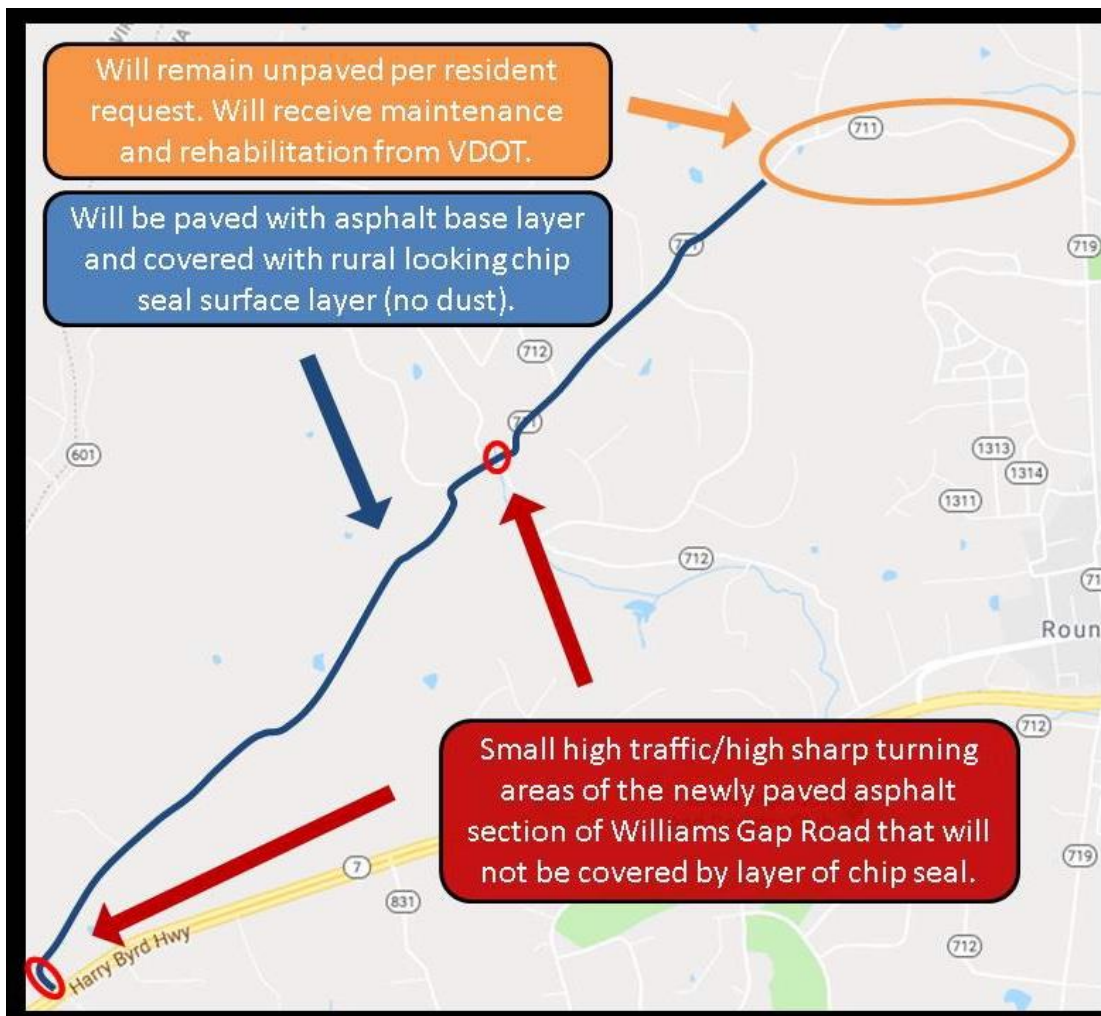 Will remain unpaved per resident
request. Will receive maintenance
and rehabilitation from VDOT.
Will be paved with asphalt base layer
and covered with rural looking chip
seal surface layer (no dust).
711
719
712
601
1313
1314
1311
712
Roun
712
Small high traffic/high sharp turning
areas of the newly paved asphalt
section of Williams Gap Road that will
not be covered by layer of chip seal.
7
831
719
712
Harry Byrd Hwy